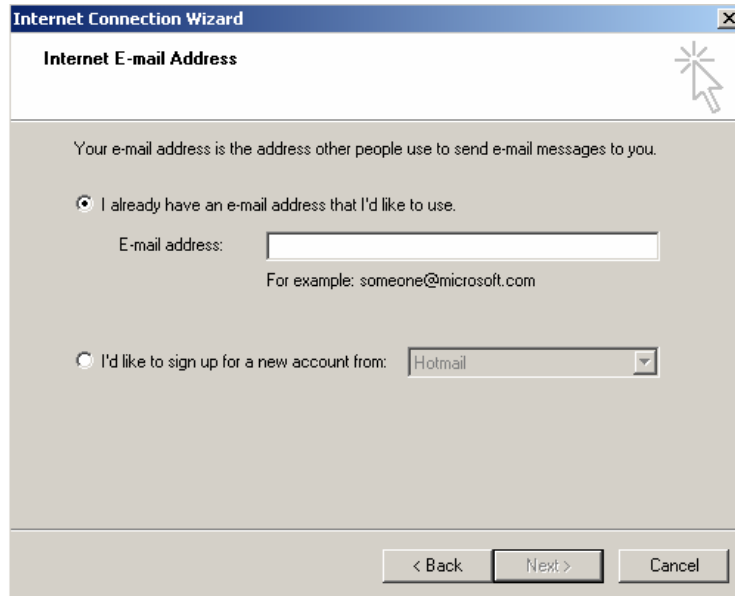 Internet Connection Wizard
Internet E-mail Address
Your e-mail address is the address other people use to send e-mail messages to you.
I already have an e-mail address that I'd like to use.
E-mail address:
For example: someone@microsoft.com
I'd like to sign up for a new account from: Hotmail
< Back Next > Cancel